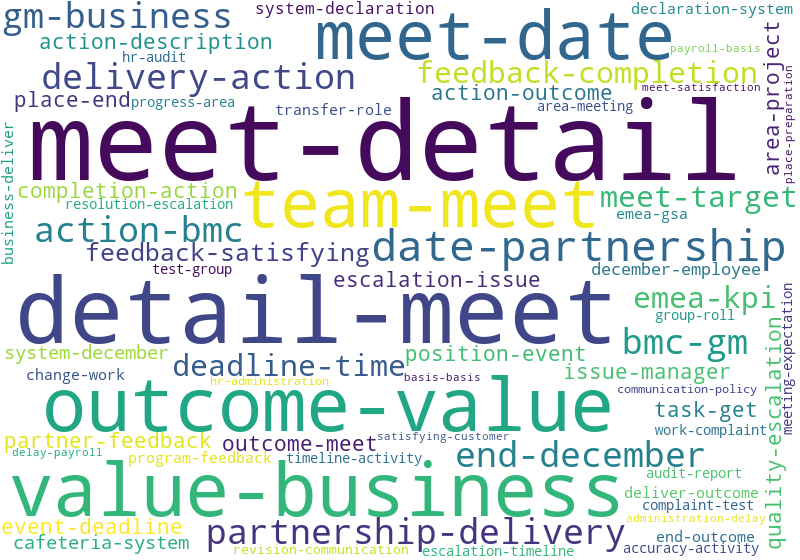 system-declaration
declaration-system
gm-business
meet-date
action-description
payroll-basis
hr-audit
delivery-action
feedback-completion
area-project
meet-satisfaction
place-preparation
place-end
progress-area
action-outcome
transfer-role
area-meeting
meet-detail
business-deliver
completion-action
team-meet
meet-target
resolution-escalation
emea-gsa
action-bmc
feedback-satisfying
date-partnership
test-group
december-employee
escalation-issue
detail-meet
emea-kpi
meeting-expectation
group-roll
quality-escalation
bmc-gm
system-december
deadline-time
position-event
change-work
hr-administration
basis-basis
issue-manager
communication-policy
outcome-value
task-get
partner-feedback
outcome-meet
satisfying-customer
work-complaint
delay-payroll
program-feedback
timeline-activity
end-december
audit-report
value-business
deliver-outcome
complaint-test
event-deadline
partnership-delivery
administration-delay
cafeteria-system
revision-communication
escalation-timeline
end-outcome
accuracy-activity